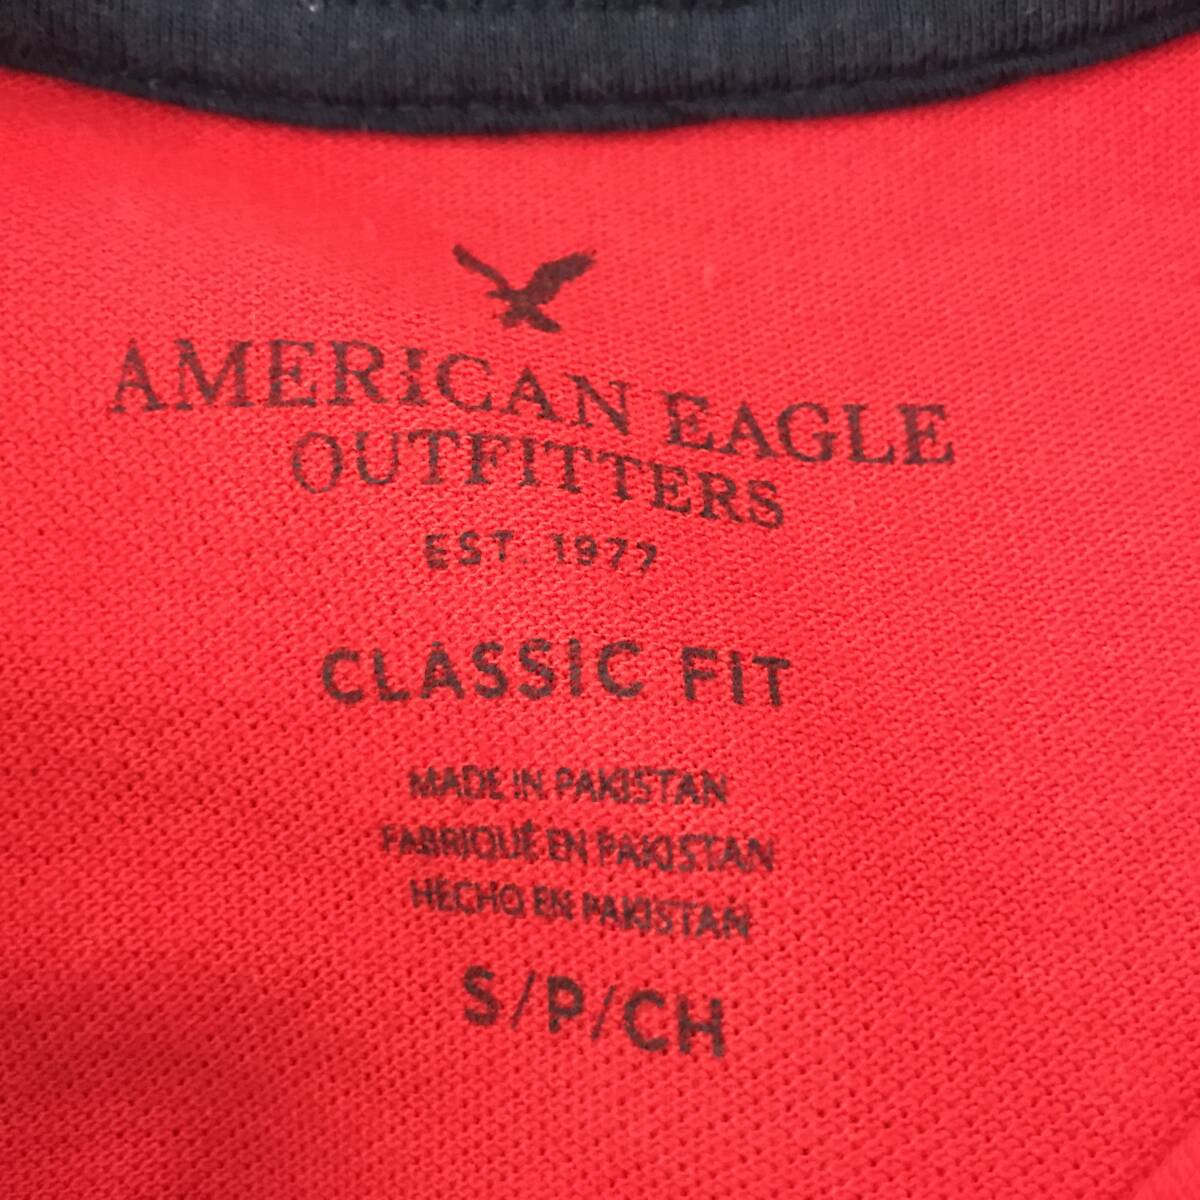 AMERICAN EAGLE
OUTFITTERS
EST. 1977
CLASSIC FIT
MADE IN PAKISTAN
FABRIQUÉ EN PAKISTAN
HECHO EN PAKISTAN
S/P/CH